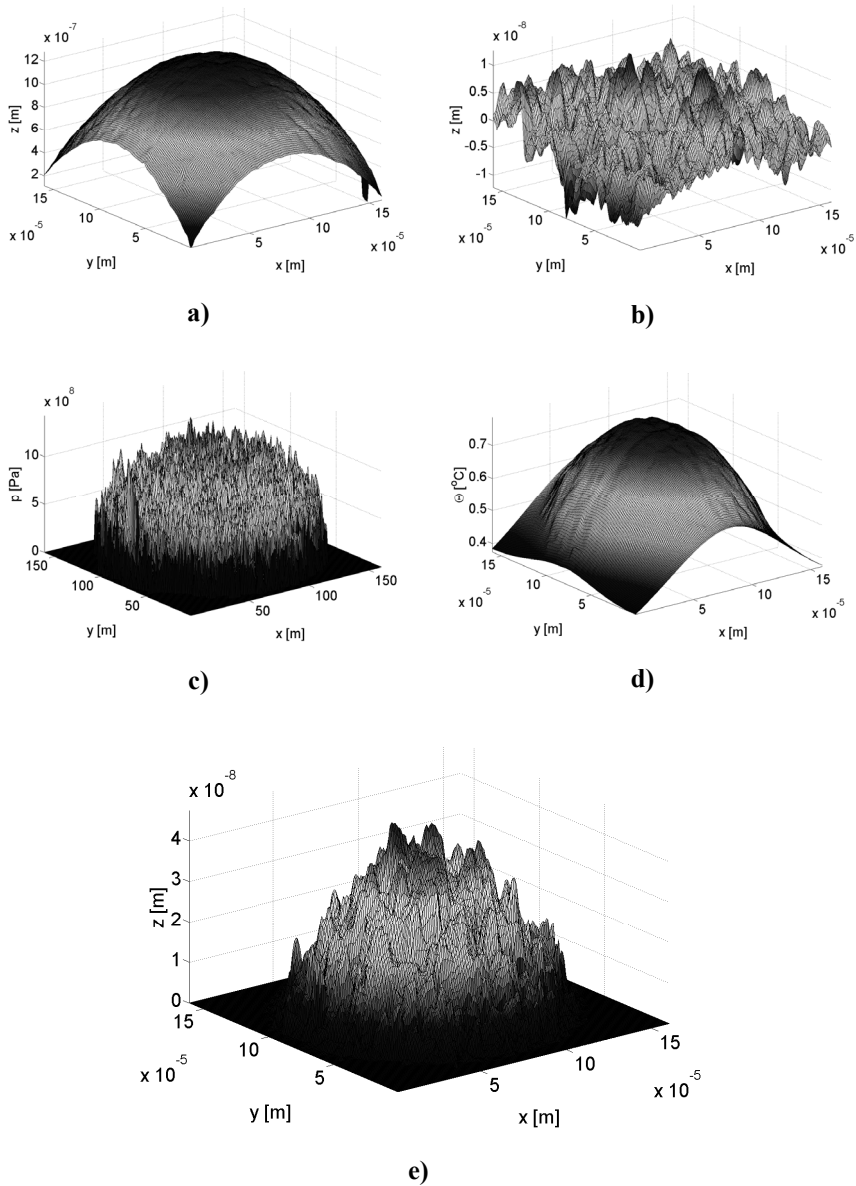 x 10⁻⁷
12
10
8
6
4
2
z [m]
15
10
5
x 10⁻⁵
y [m]
5
10
15
x 10⁻⁵
x [m]
a)
x 10⁻⁸
1
0.5
0
-0.5
-1
z [m]
15
10
5
x 10⁻⁵
y [m]
5
10
15
x 10⁻⁵
x [m]
b)
x 10⁸
10
5
0
p [Pa]
150
100
50
y [m]
50
100
150
x [m]
c)
0.7
0.6
0.5
0.4
Θ [°C]
15
10
5
x 10⁻⁵
y [m]
5
10
15
x 10⁻⁵
x [m]
d)
x 10⁻⁸
4
3
2
1
0
z [m]
15
10
5
x 10⁻⁵
y [m]
5
10
15
x 10⁻⁵
x [m]
e)